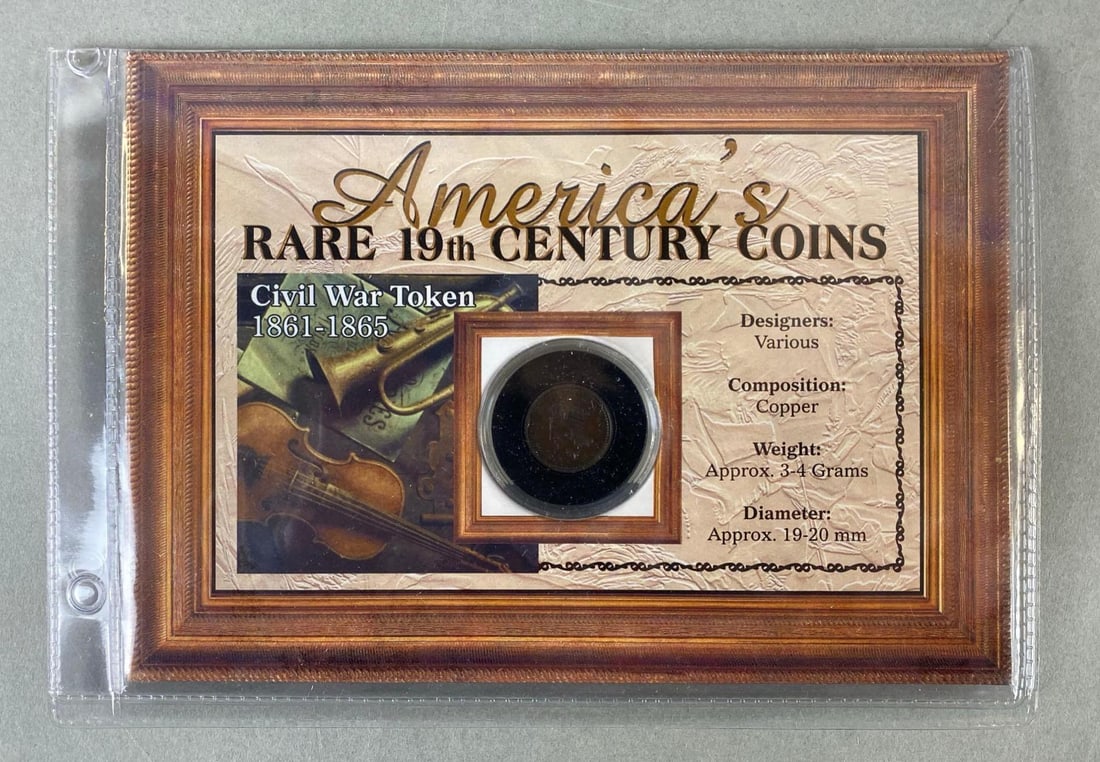 America's
RARE 19th CENTURY COINS
Civil War Token
1861-1865
Designers:
Various
Composition:
Copper
Weight:
Approx. 3-4 Grams
Diameter:
Approx. 19-20 mm